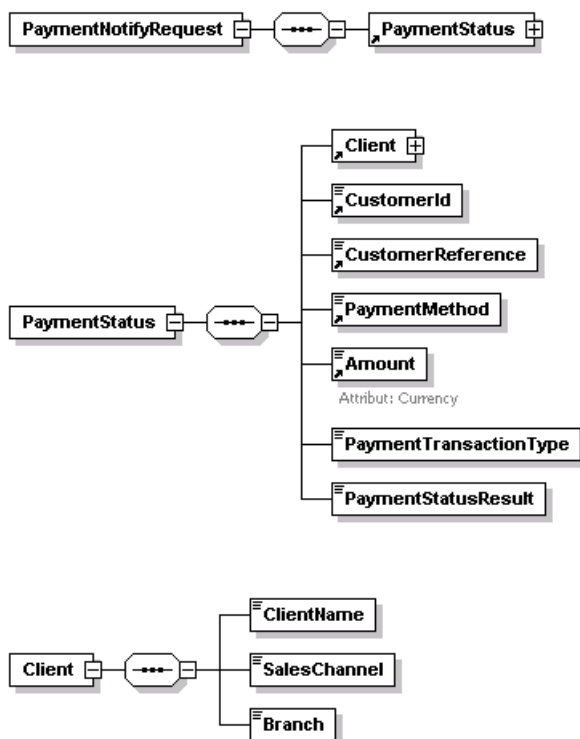 PaymentNotifyRequest
PaymentStatus
Client
CustomerId
CustomerReference
PaymentStatus
PaymentMethod
Amount
Attribut: Currency
PaymentTransactionType
PaymentStatusResult
ClientName
Client
SalesChannel
Branch